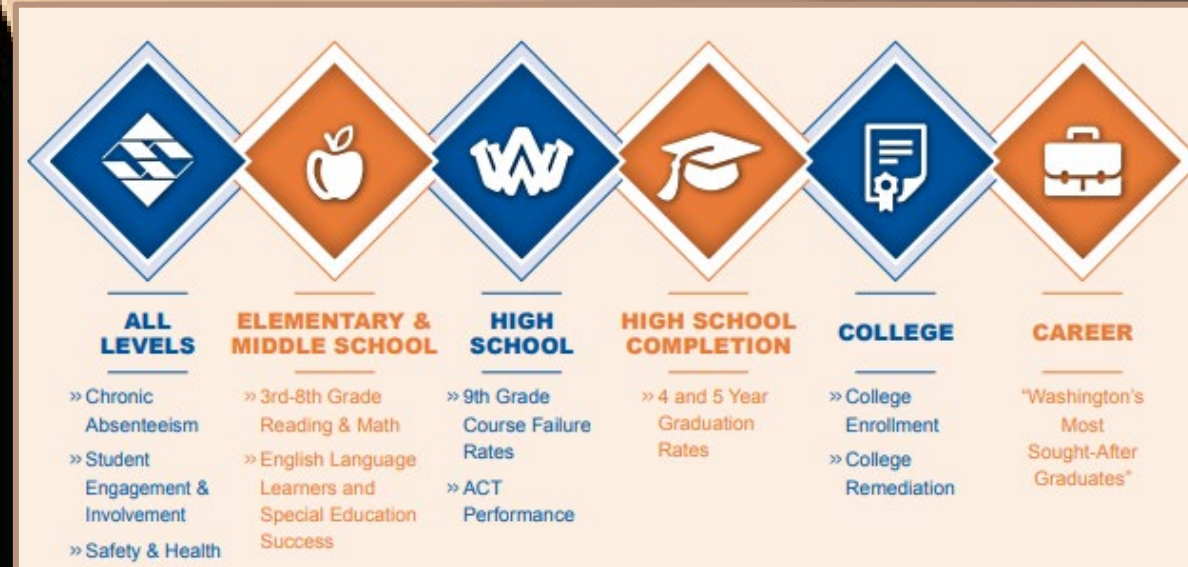 ALL
LEVELS
» Chronic
Absenteeism
» Student
Engagement &
Involvement
» Safety & Health
ELEMENTARY &
MIDDLE SCHOOL
» 3rd-8th Grade
Reading & Math
» English Language
Learners and
Special Education
Success
HIGH
SCHOOL
» 9th Grade
Course Failure
Rates
» ACT
Performance
HIGH SCHOOL
COMPLETION
» 4 and 5 Year
Graduation
Rates
COLLEGE
» College
Enrollment
» College
Remediation
CAREER
"Washington's
Most
Sought-After
Graduates"